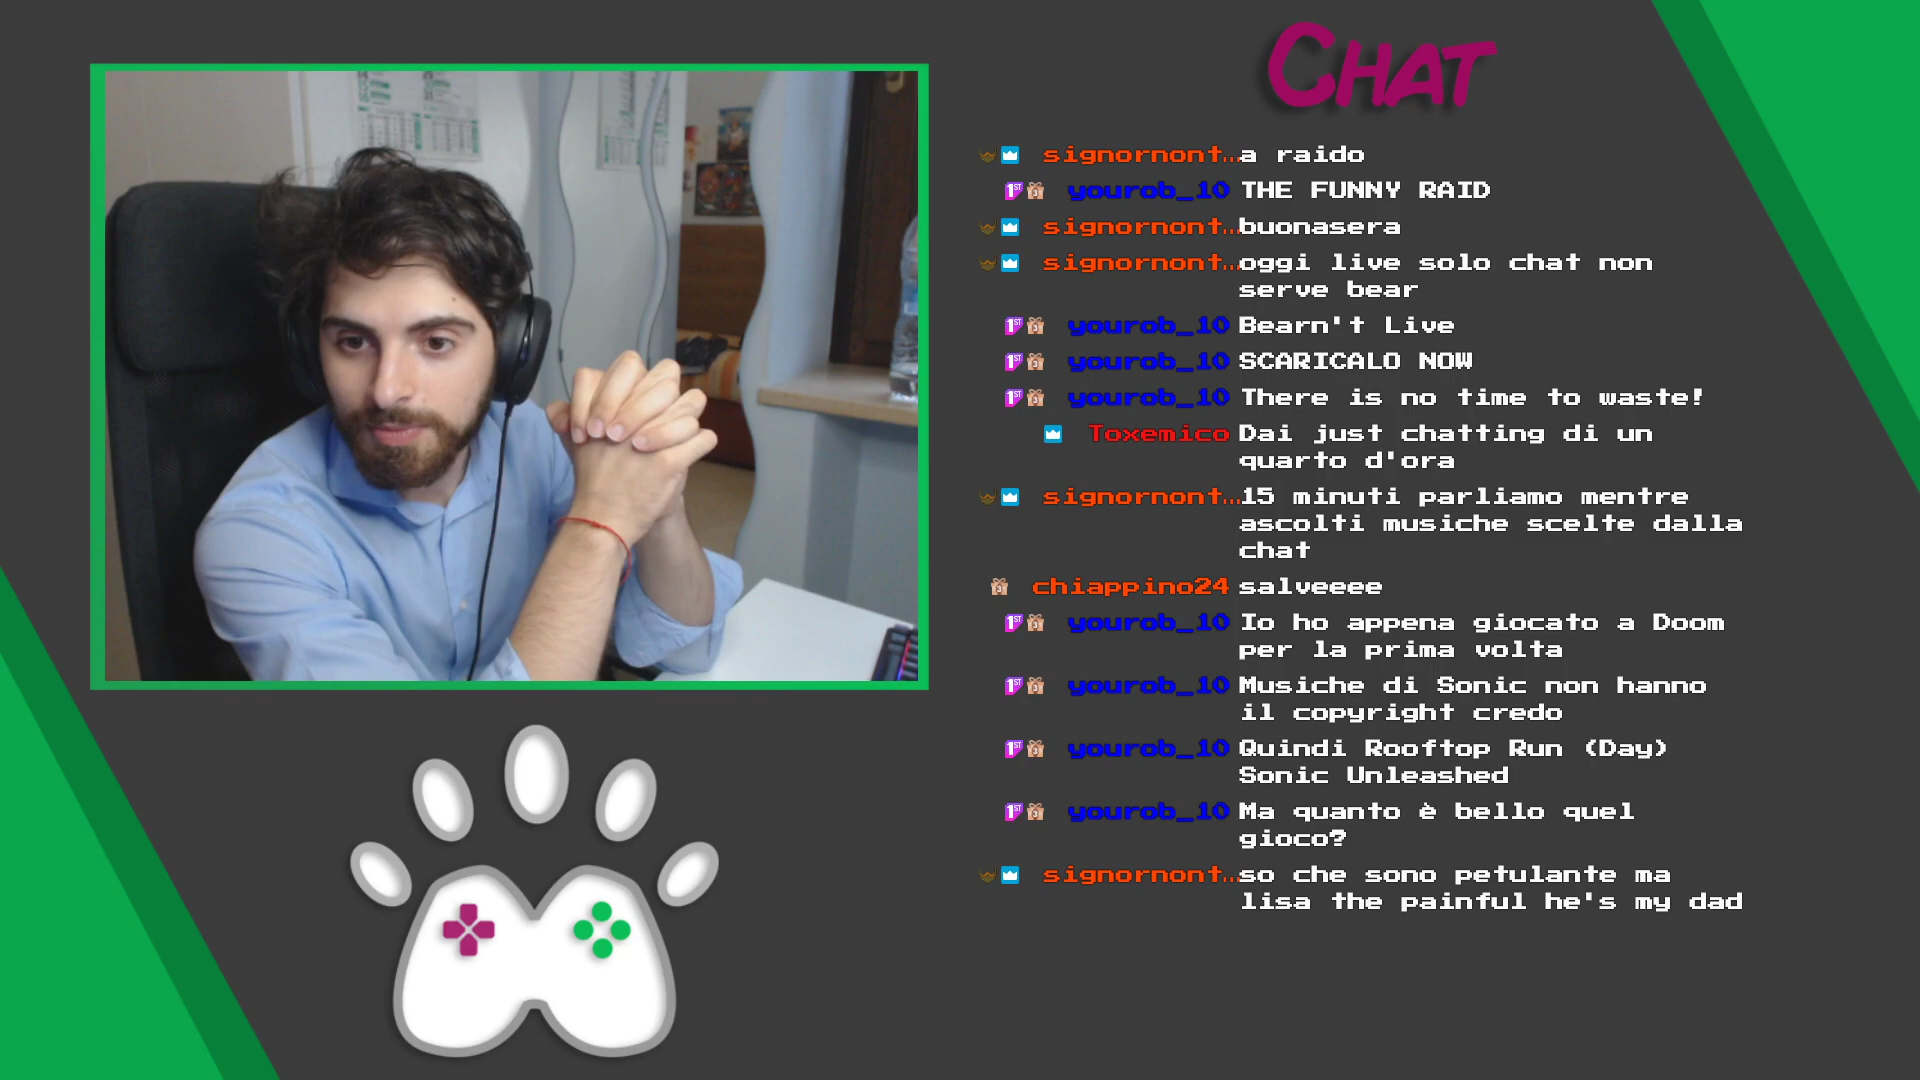 CHAT
signornont...a raido
yourob_10 THE FUNNY RAID
signornont...buonasera
signornont...oggi live solo chat non
serve bear
yourob_10 Bearn't Live
yourob_10 SCARICALO NOW
yourob_10 There is no time to waste!
Toxemico Dai just chatting di un
quarto d'ora
signornont...15 minuti parliamo mentre
ascolti musiche scelte dalla
chat
chiappino24 salveeee
yourob_10 Io ho appena giocato a Doom
per la prima volta
yourob_10 Musiche di Sonic non hanno
il copyright credo
yourob_10 Quindi Rooftop Run (Day)
Sonic Unleashed
yourob_10 Ma quanto è bello quel
gioco?
signornont...so che sono petulante ma
lisa the painful he's my dad